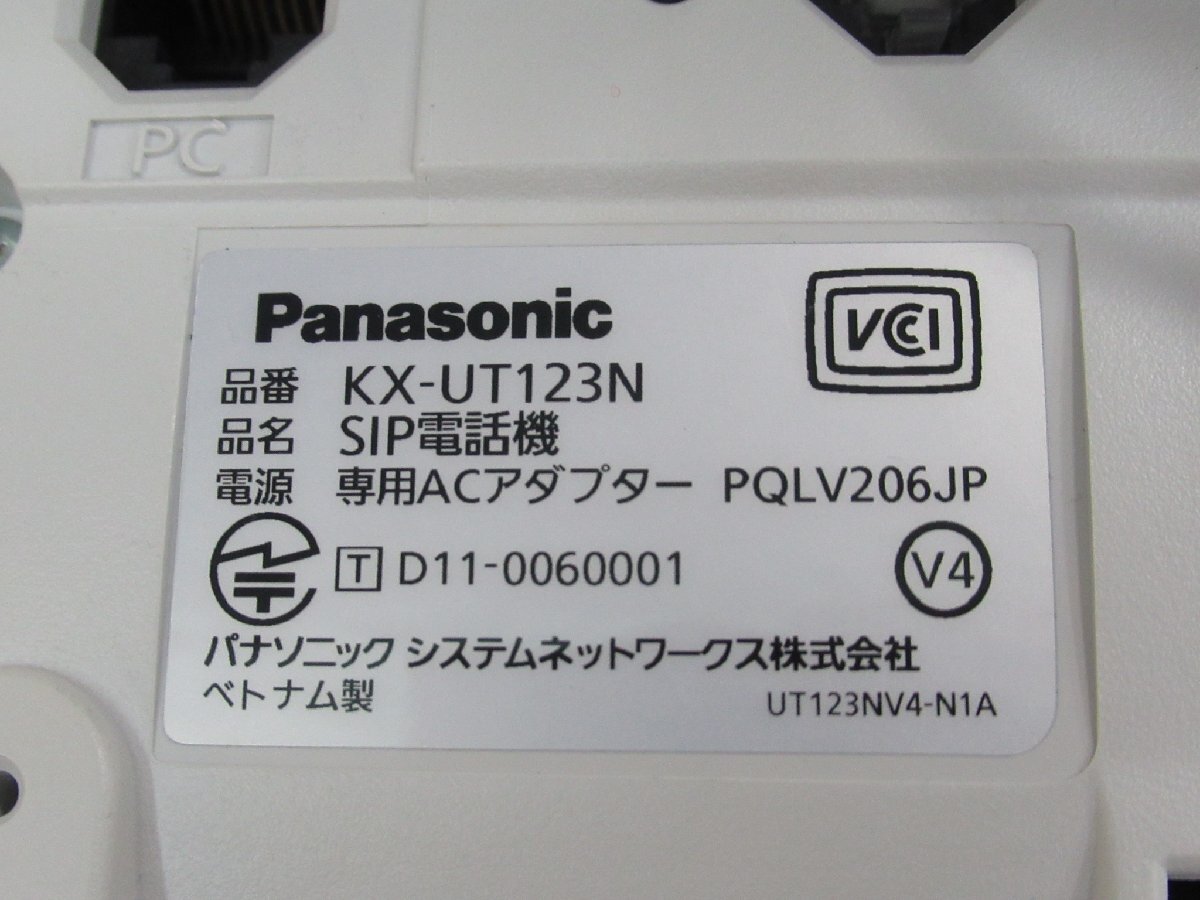 PC
Panasonic
VCCI
品番 KX-UT123N
品名 SIP電話機
電源 専用ACアダプター PQLV206JP
T D11-0060001
V4
パナソニック システムネットワークス株式会社
ベトナム製
UT123NV4-N1A